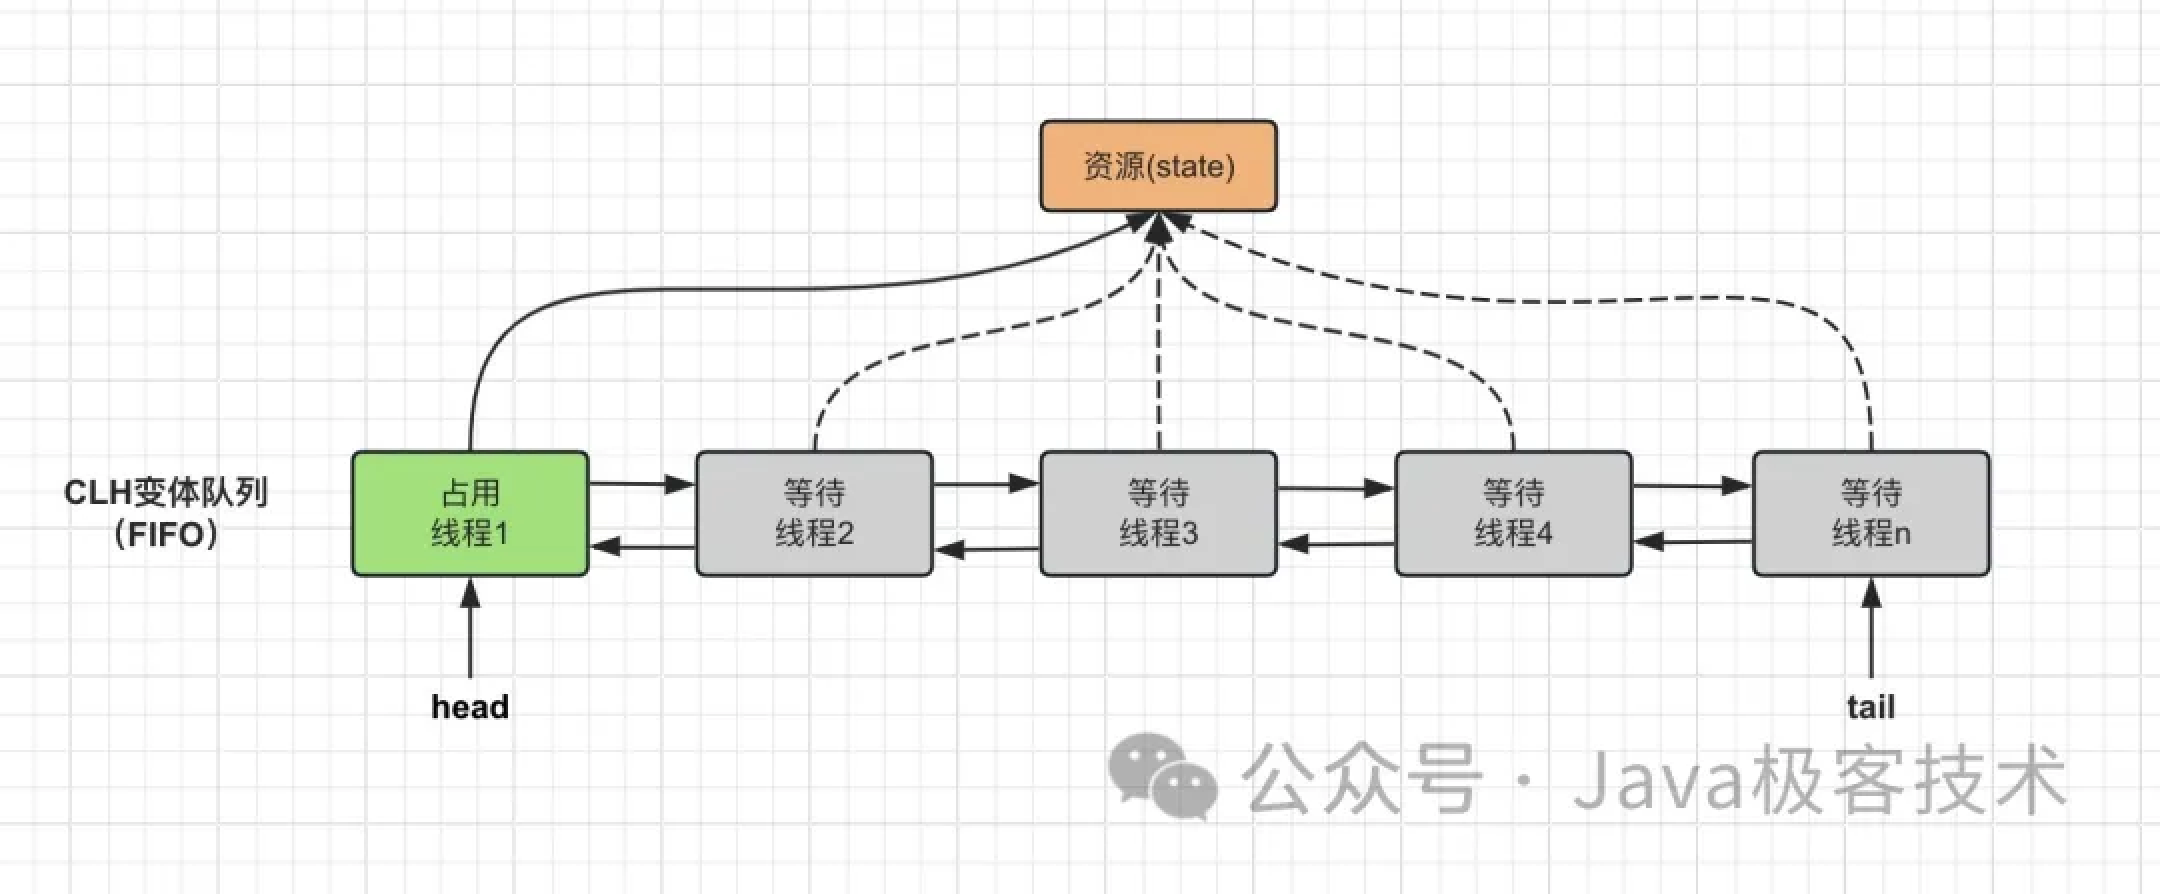 资源(state)
CLH变体队列
（FIFO）
占用
线程1
等待
线程2
等待
线程3
等待
线程4
等待
线程n
head
tail
公众号 · Java极客技术